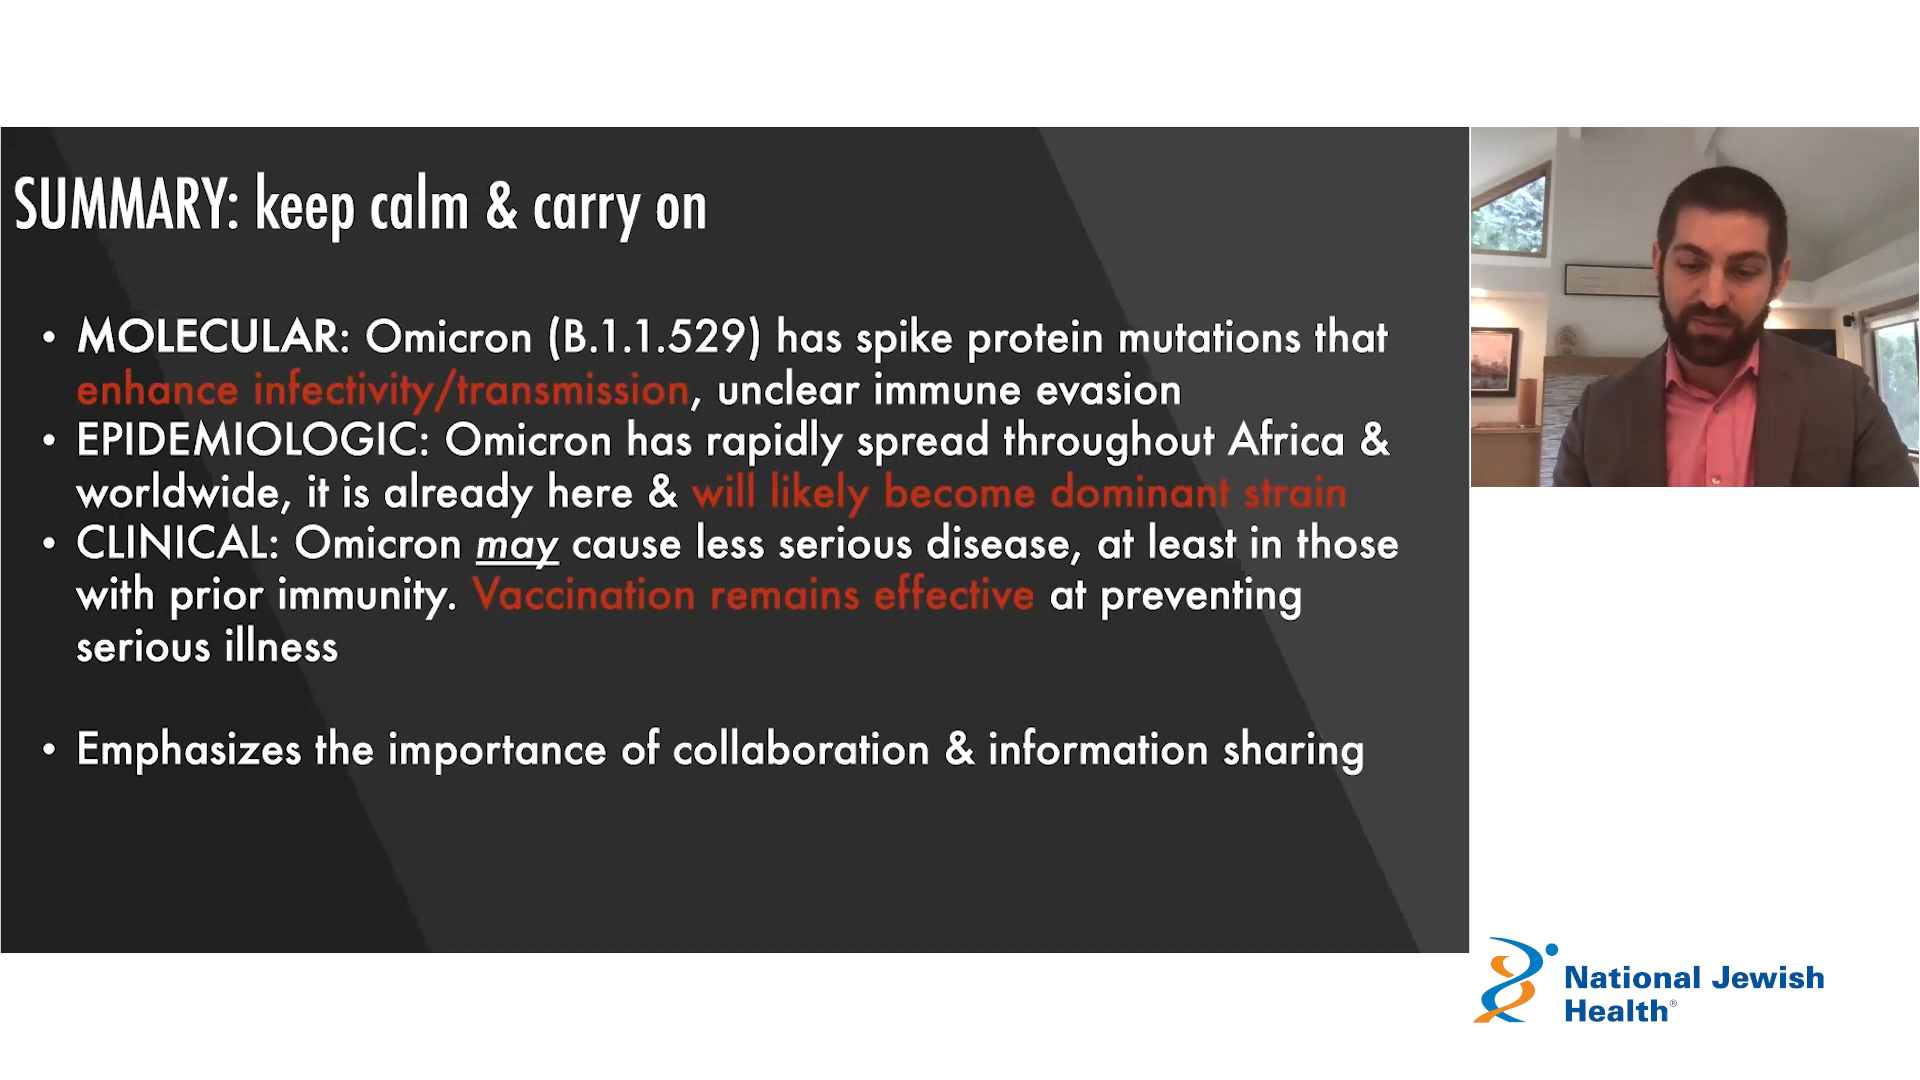 SUMMARY: keep calm & carry on
• MOLECULAR: Omicron (B.1.1.529) has spike protein mutations that
enhance infectivity/transmission, unclear immune evasion
• EPIDEMIOLOGIC: Omicron has rapidly spread throughout Africa &
worldwide, it is already here & will likely become dominant strain
• CLINICAL: Omicron may cause less serious disease, at least in those
with prior immunity. Vaccination remains effective at preventing
serious illness
• Emphasizes the importance of collaboration & information sharing
National Jewish
Health®